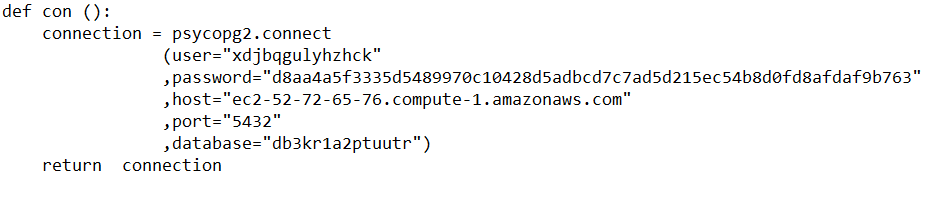 def con ():
    connection = psycopg2.connect
                (user="xdjbqgulyhzhck"
                ,password="d8aa4a5f3335d5489970c10428d5adbcd7c7ad5d215ec54b8d0fd8afdaf9b763"
                ,host="ec2-52-72-65-76.compute-1.amazonaws.com"
                ,port="5432"
                ,database="db3kr1a2ptuutr")
    return  connection